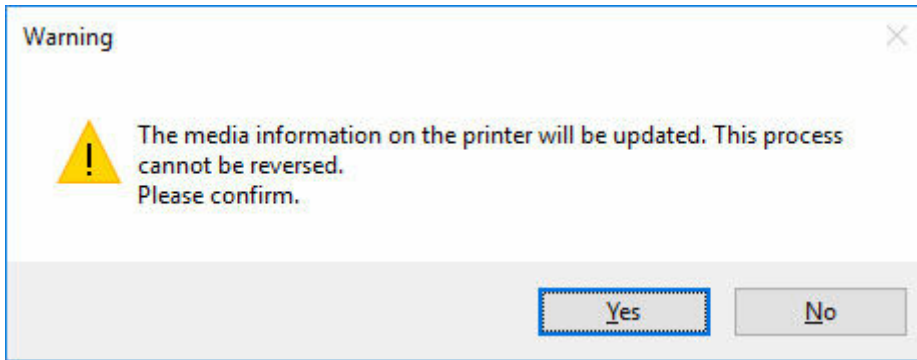 Warning
The media information on the printer will be updated. This process
cannot be reversed.
Please confirm.
Yes
No